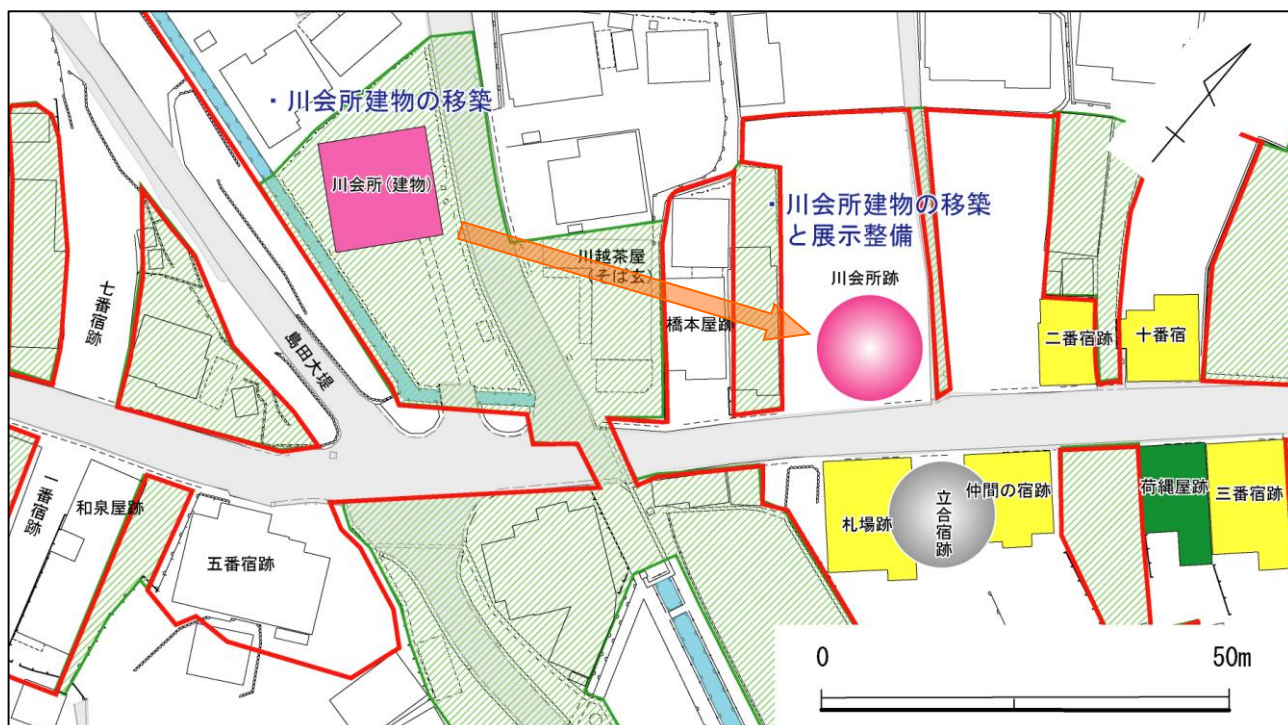 ・川会所建物の移築
川会所(建物)
・川会所建物の移築
と展示整備
川越茶屋
(そば玄)
川会所跡
橋本屋跡
二番宿跡
十番宿
七番宿跡
島田大堤
一番宿跡
和泉屋跡
五番宿跡
札場跡
立合宿跡
仲間の宿跡
荷縄屋跡
三番宿跡
0
50m